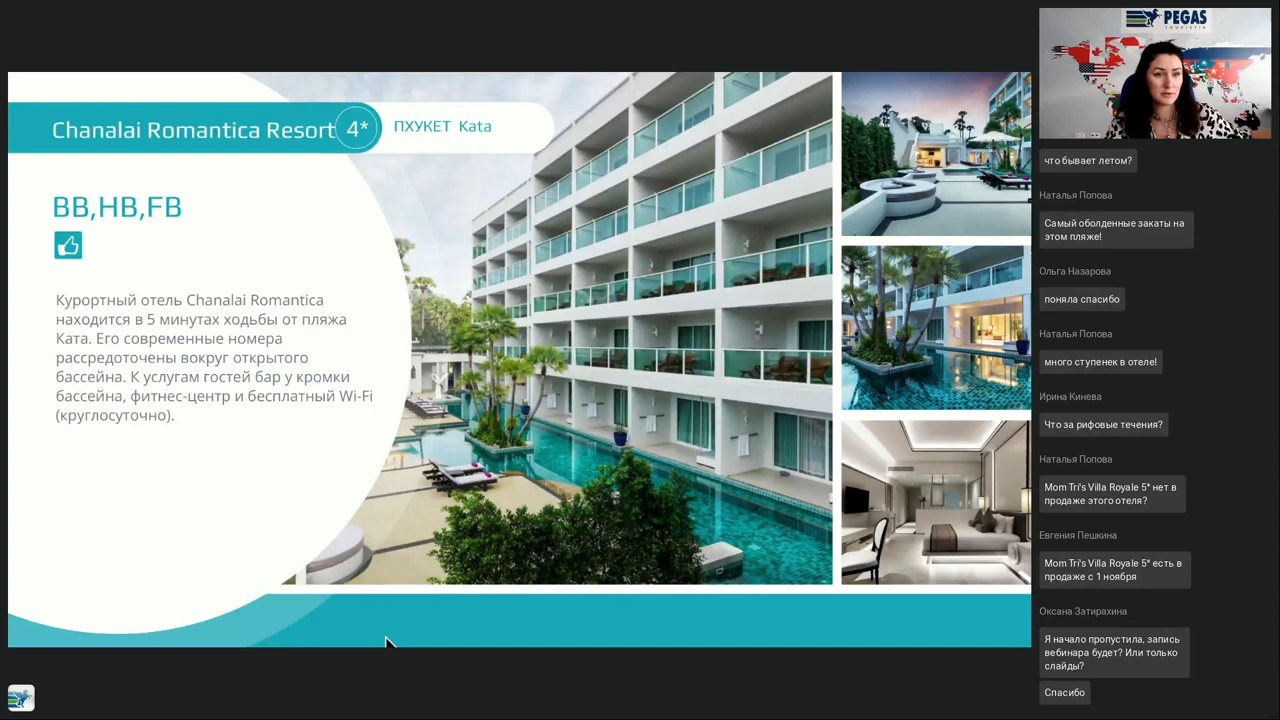 Chanalai Romantica Resort 4* ПХУКЕТ Kata
BB,HB,FB
Курортный отель Chanalai Romantica
находится в 5 минутах ходьбы от пляжа
Ката. Его современные номера
рассредоточены вокруг открытого
бассейна. К услугам гостей бар у кромки
бассейна, фитнес-центр и бесплатный Wi-Fi
(круглосуточно).
PEGAS
TOURISTIK
что бывает летом?
Наталья Попова
Самый оболденные закаты на
этом пляже!
Ольга Назарова
поняла спасибо
Наталья Попова
много ступенек в отеле!
Ирина Кинева
Что за рифовые течения?
Наталья Попова
Mom Tri's Villa Royale 5* нет в
продаже этого отеля?
Евгения Пешкина
Mom Tri's Villa Royale 5* есть в
продаже с 1 ноября
Оксана Затирахина
Я начало пропустила, запись
вебинара будет? Или только
слайды?
Спасибо